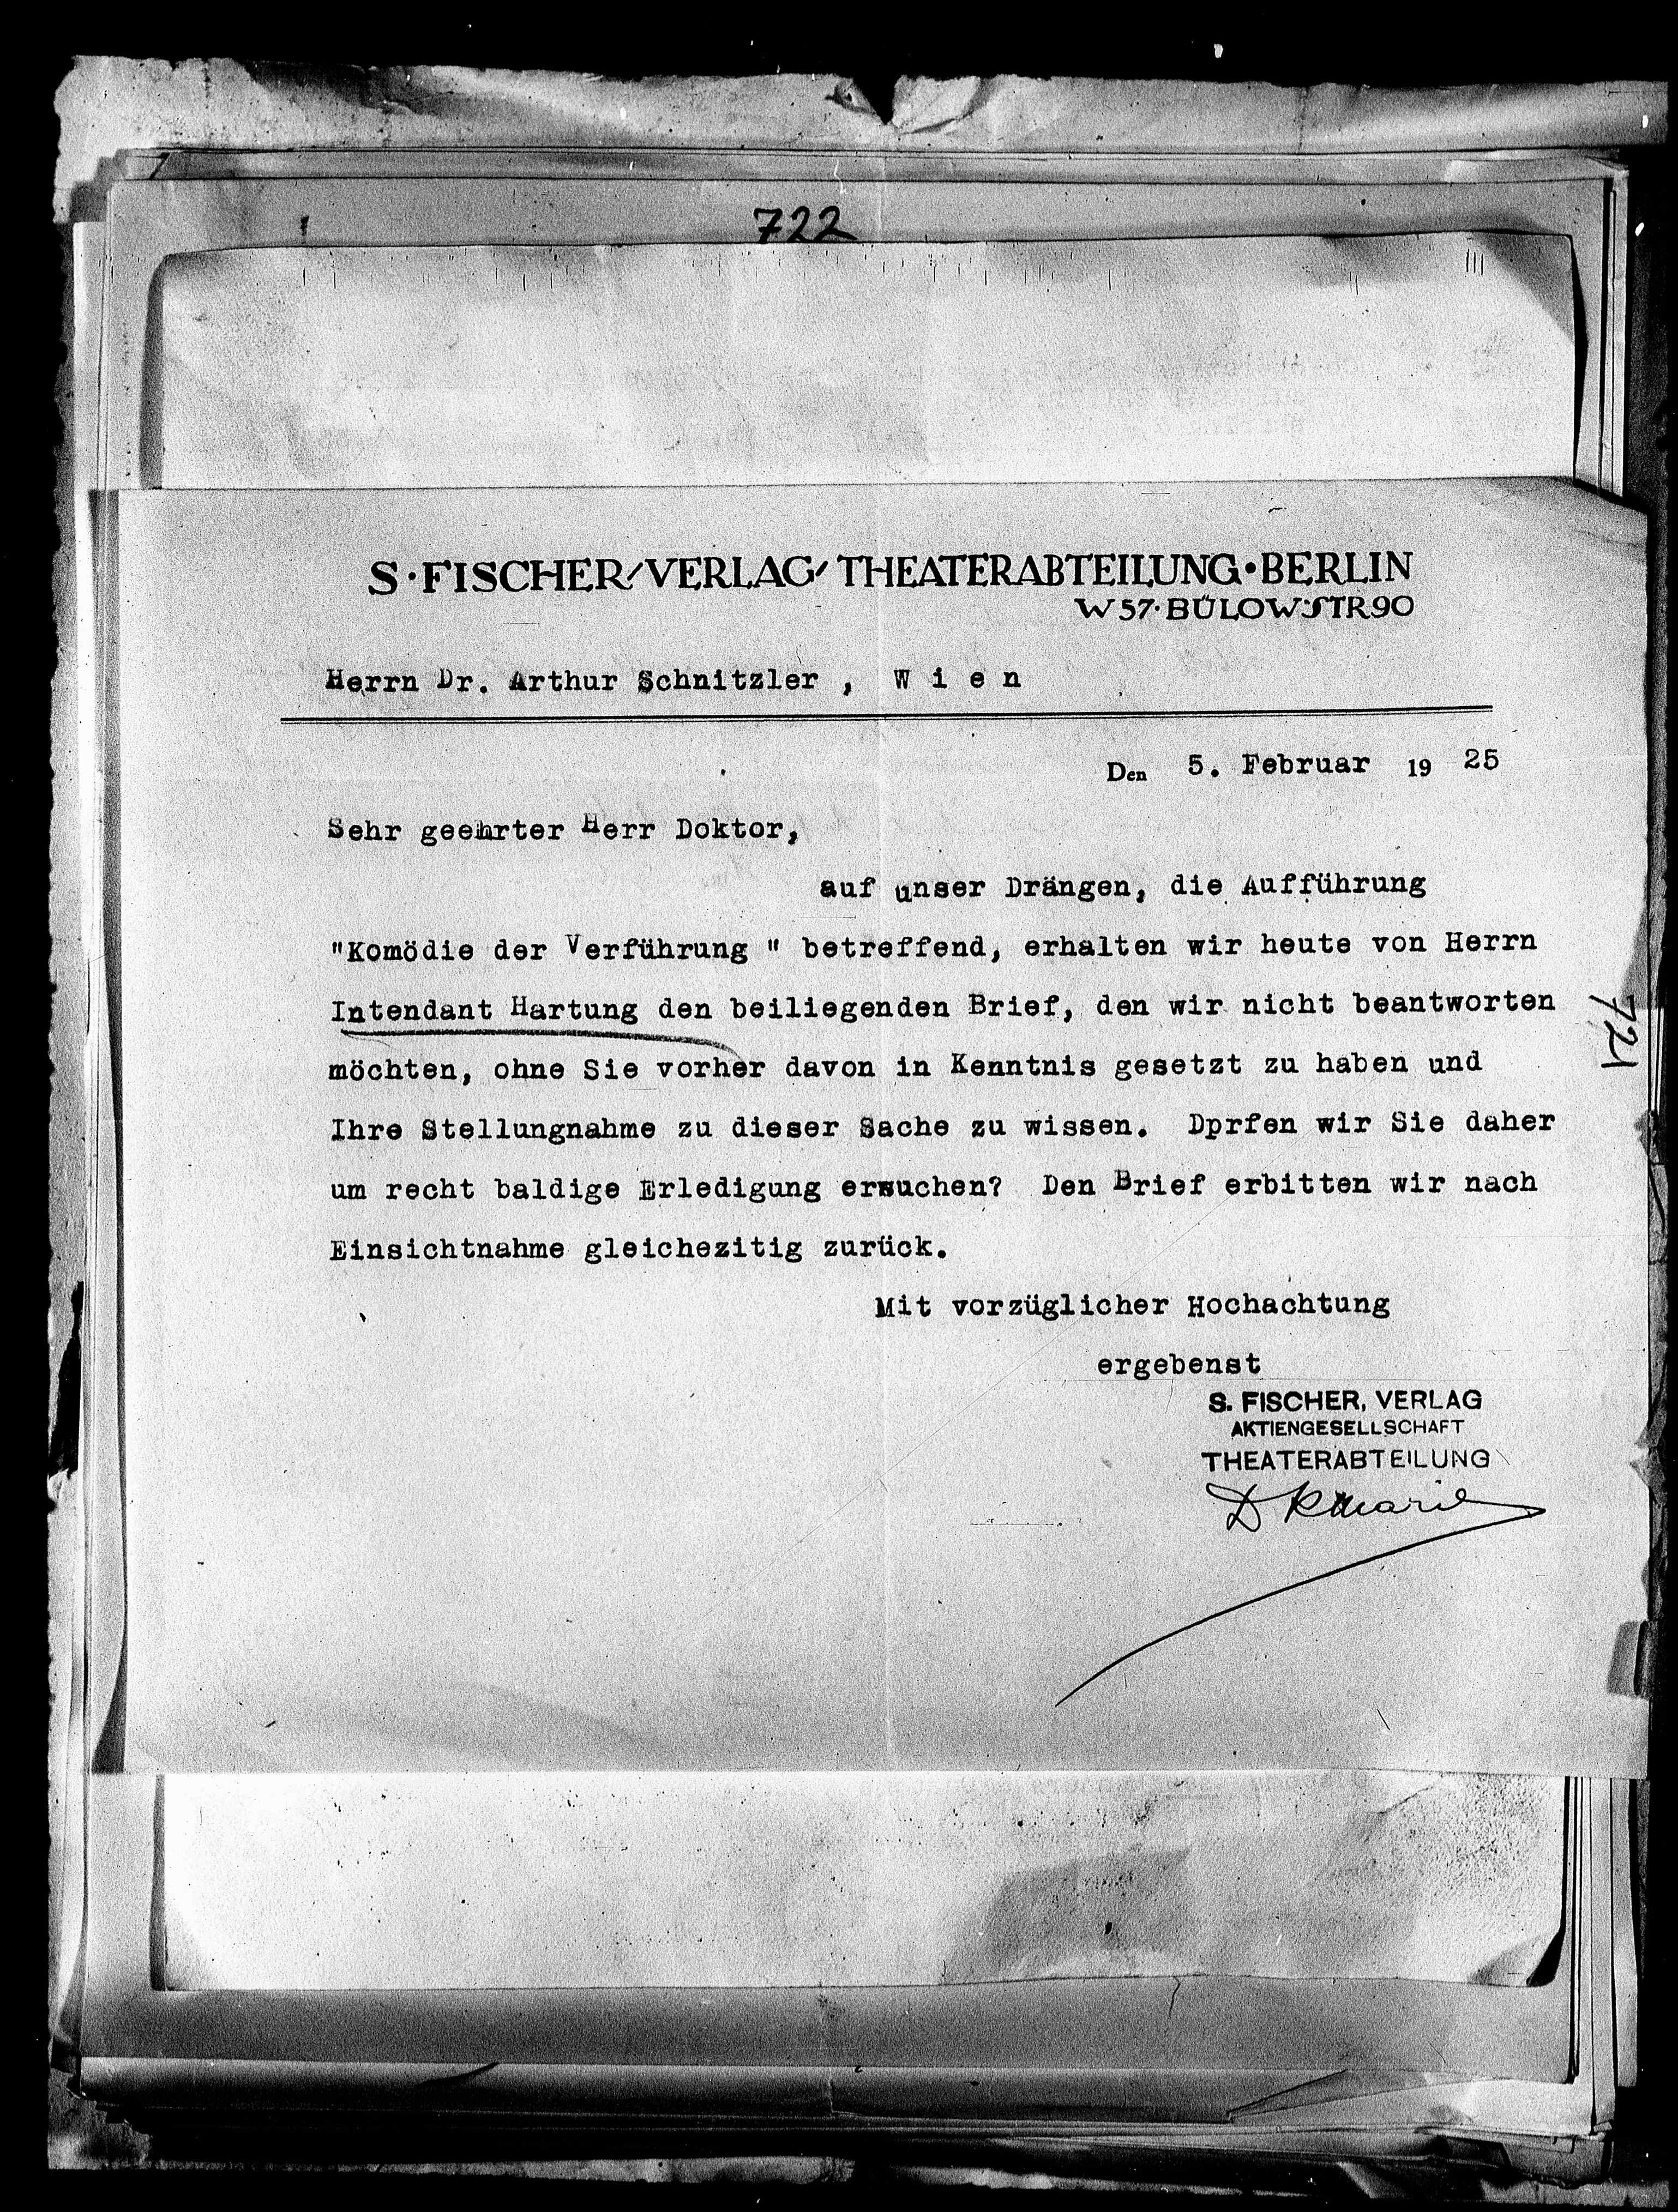 722
S·FISCHER/VERLAG/THEATERABTEILUNG·BERLIN
W57·BÜLOWSTR90
Herrn Dr. Arthur Schnitzler , W i e n
Den 5. Februar 19 25
Sehr geehrter Herr Doktor,
auf unser Drängen, die Aufführung
"Komödie der Verführung " betreffend, erhalten wir heute von Herrn
Intendant Hartung den beiliegenden Brief, den wir nicht beantworten
möchten, ohne Sie vorher davon in Kenntnis gesetzt zu haben und
Ihre Stellungnahme zu dieser Sache zu wissen. Dprfen wir Sie daher
um recht baldige Erledigung ersuchen? Den Brief erbitten wir nach
Einsichtnahme gleichezitig zurück.
Mit vorzüglicher Hochachtung
ergebenst
S. FISCHER, VERLAG
AKTIENGESELLSCHAFT
THEATERABTEILUNG
721